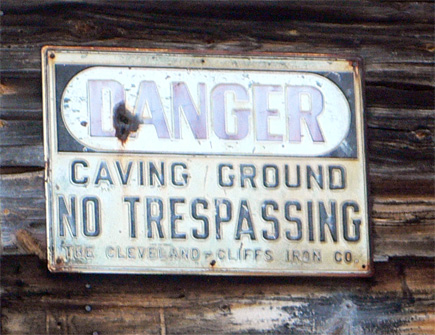 DANGER
CAVING GROUND
NO TRESPASSING
THE CLEVELAND-CLIFFS IRON CO.